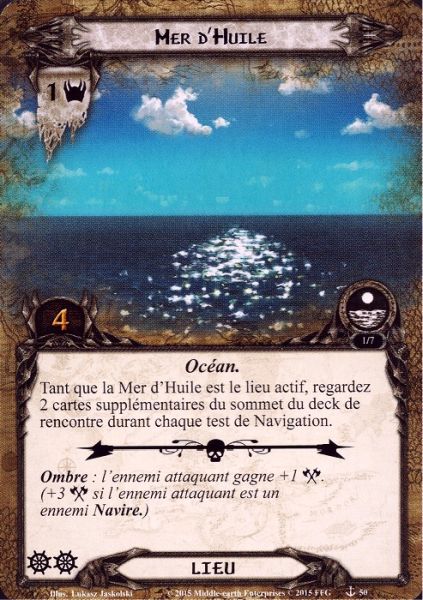 Mer d'Huile
1
4
1/7
Océan.
Tant que la Mer d'Huile est le lieu actif, regardez
2 cartes supplémentaires du sommet du deck de
rencontre durant chaque test de Navigation.
Ombre : l'ennemi attaquant gagne +1
(+3 si l'ennemi attaquant est un
ennemi Navire.)
LIEU
Illus. Lukasz Jaskolski © 2015 Middle-earth Enterprises © 2015 FFG 50